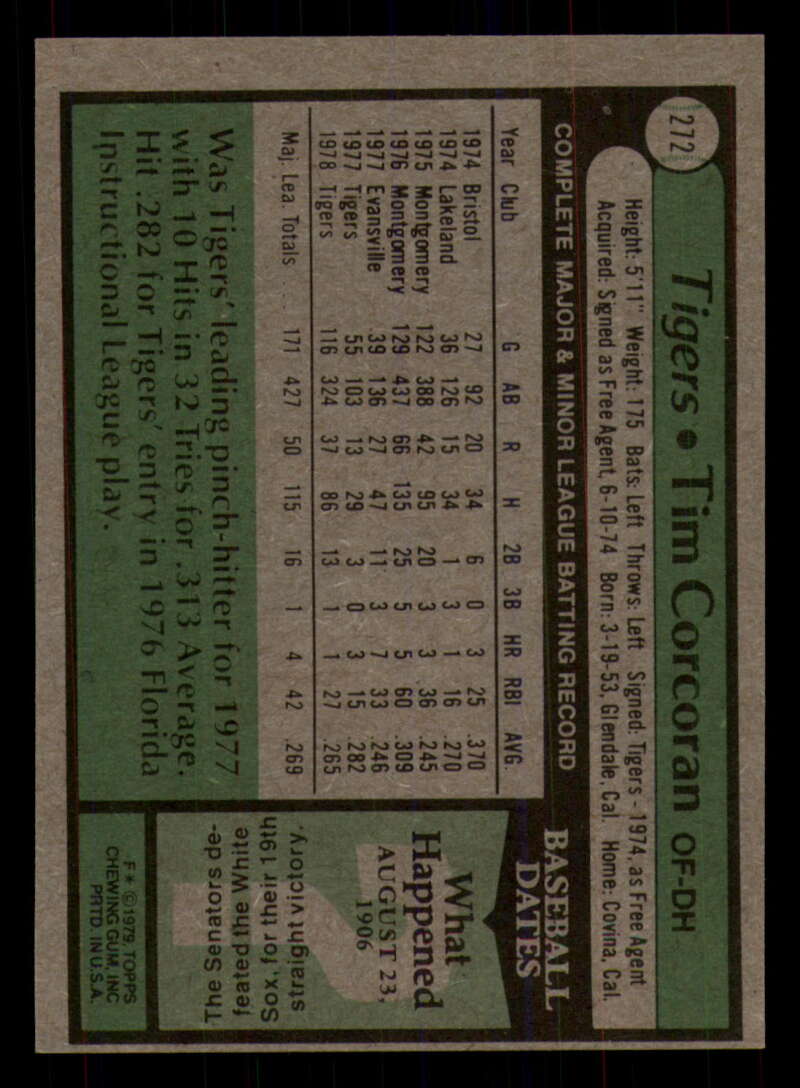 272
Tigers • Tim Corcoran OF-DH
Height: 5'11" Weight: 175 Bats: Left Throws: Left Signed: Tigers - 1974, as Free Agent
Acquired: Signed as Free Agent, 6-10-74 Born: 3-19-53, Glendale, Cal. Home: Covina, Cal.
COMPLETE MAJOR & MINOR LEAGUE BATTING RECORD
Year Club G AB R H 2B 3B HR RBI AVG.
1974 Bristol 27 92 20 34 6 0 3 25 .370
1974 Lakeland 36 126 15 34 1 3 1 16 .270
1975 Montgomery 122 388 42 95 20 3 3 36 .245
1976 Montgomery 129 437 66 135 25 5 5 60 .309
1977 Evansville 39 136 27 47 11 3 7 33 .246
1977 Tigers 55 103 13 29 3 0 3 15 .282
1978 Tigers 116 324 37 86 13 1 1 27 .265
Maj. Lea. Totals . . . 171 427 50 115 16 1 4 42 .269
Was Tigers' leading pinch-hitter for 1977
with 10 Hits in 32 Tries for .313 Average.
Hit .282 for Tigers' entry in 1976 Florida
Instructional League play.
BASEBALL
DATES
What
Happened
AUGUST 23,
1906
The Senators de-
feated the White
Sox, for their 19th
straight victory.
F * © 1979, TOPPS
CHEWING GUM, INC
PRTD. IN U.S.A.